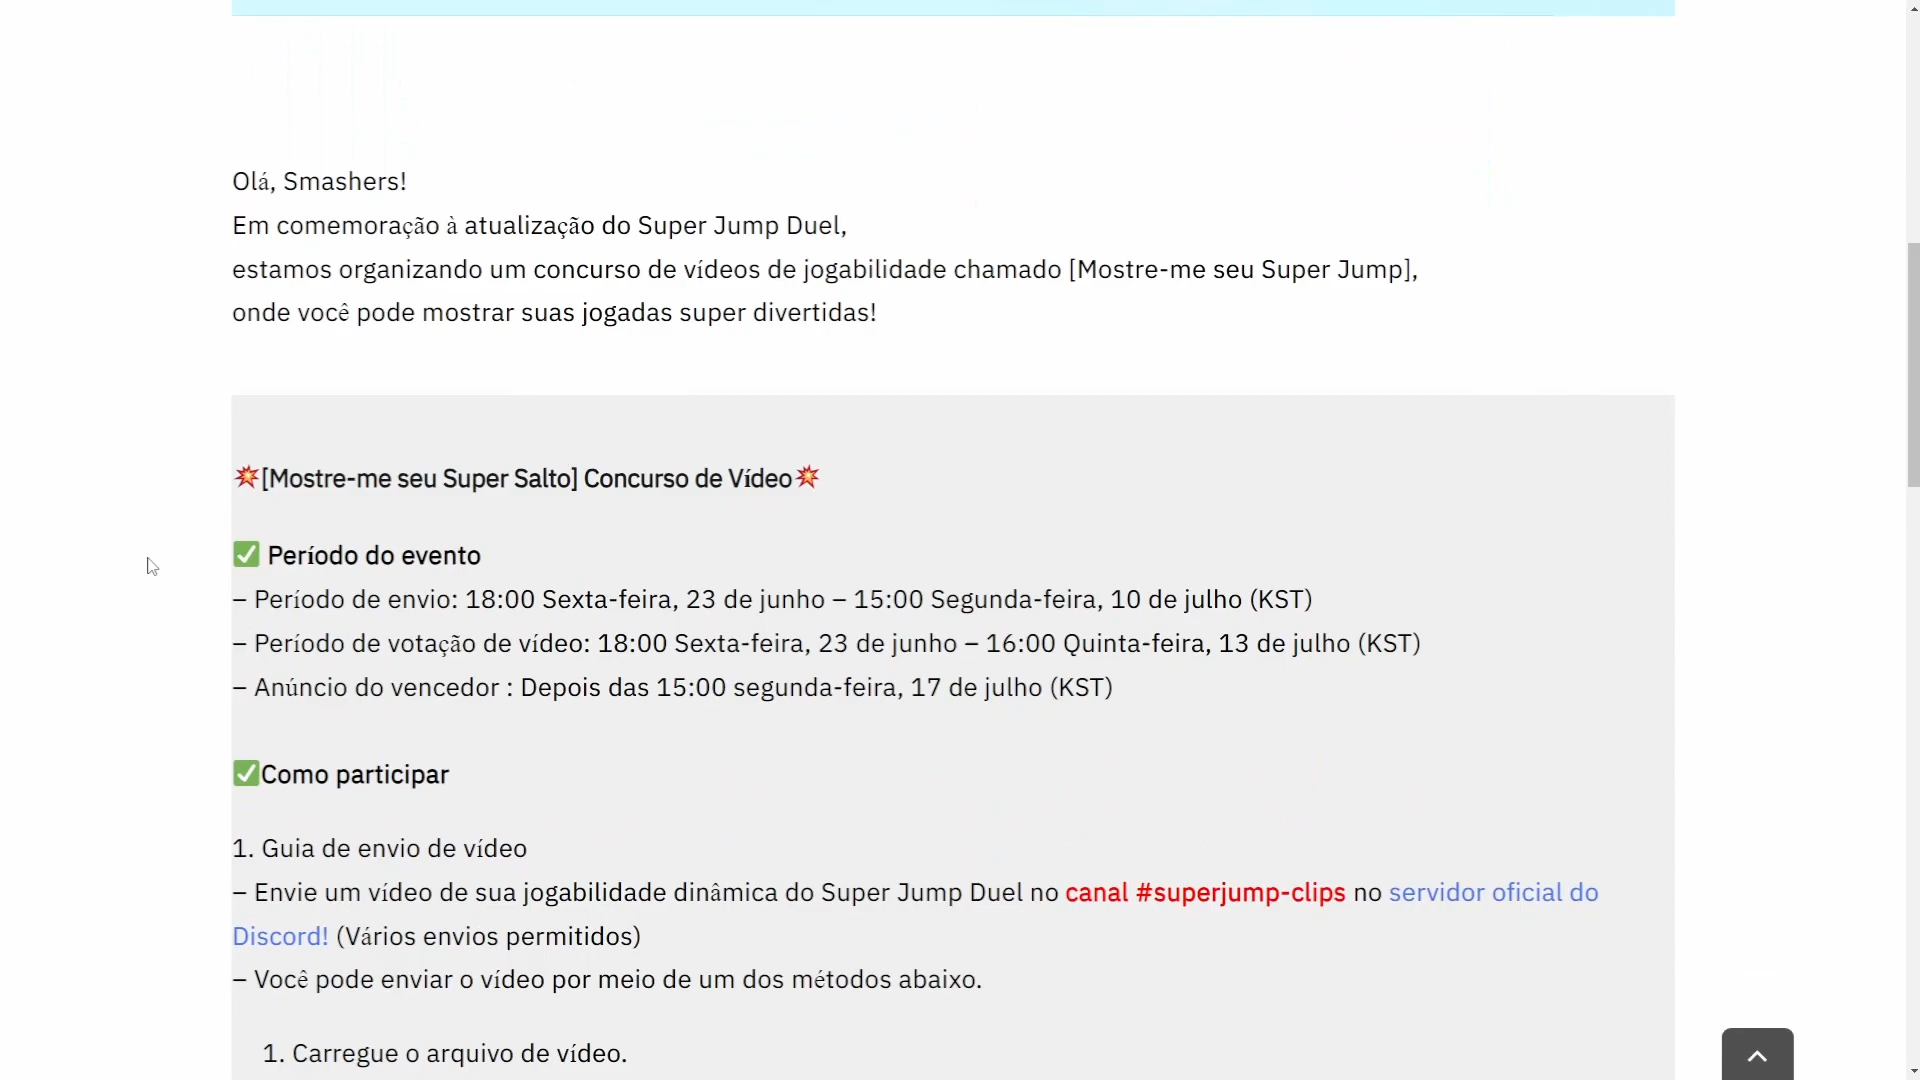 Olá, Smashers!
Em comemoração à atualização do Super Jump Duel,
estamos organizando um concurso de vídeos de jogabilidade chamado [Mostre-me seu Super Jump],
onde você pode mostrar suas jogadas super divertidas!
💥[Mostre-me seu Super Salto] Concurso de Vídeo💥
✅ Período do evento
– Período de envio: 18:00 Sexta-feira, 23 de junho – 15:00 Segunda-feira, 10 de julho (KST)
– Período de votação de vídeo: 18:00 Sexta-feira, 23 de junho – 16:00 Quinta-feira, 13 de julho (KST)
– Anúncio do vencedor : Depois das 15:00 segunda-feira, 17 de julho (KST)
✅Como participar
1. Guia de envio de vídeo
– Envie um vídeo de sua jogabilidade dinâmica do Super Jump Duel no canal #superjump-clips no servidor oficial do
Discord! (Vários envios permitidos)
– Você pode enviar o vídeo por meio de um dos métodos abaixo.
1. Carregue o arquivo de vídeo.